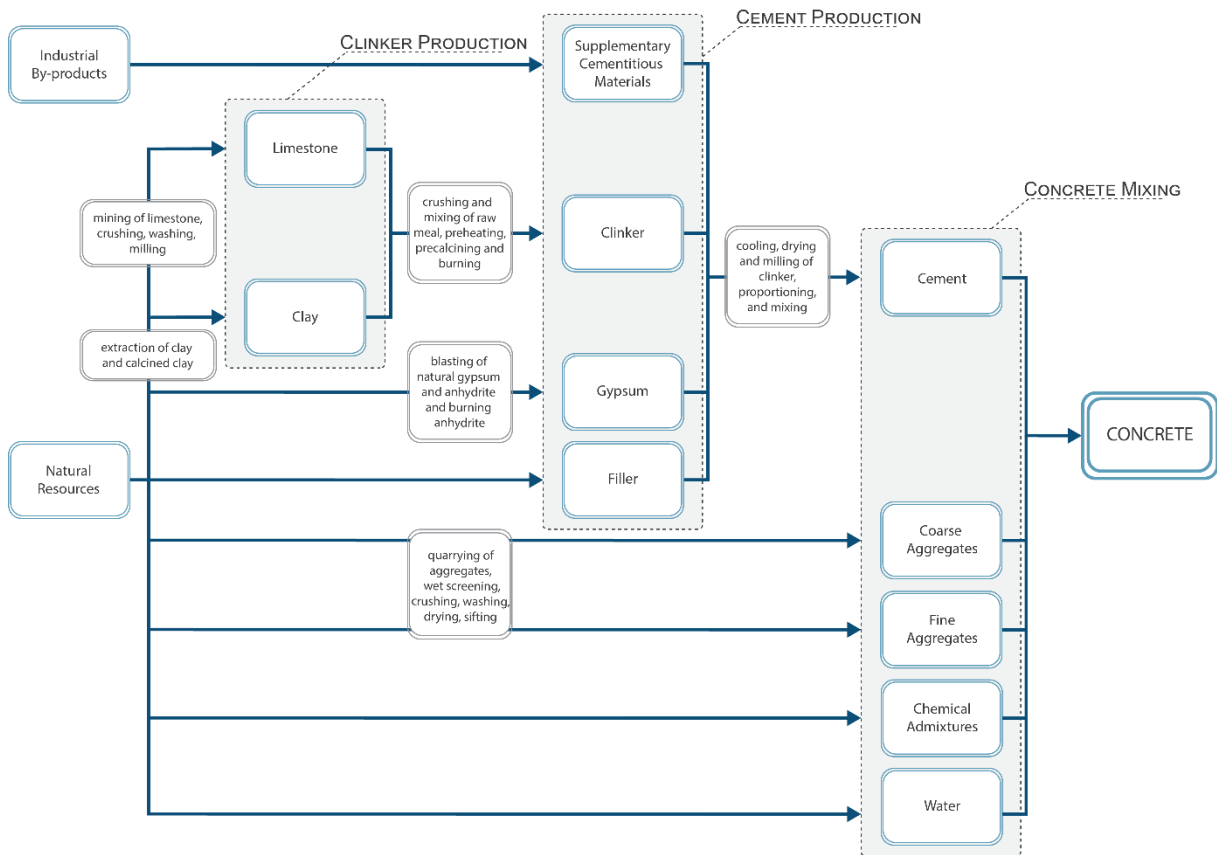 CEMENT PRODUCTION
CLINKER PRODUCTION
Industrial
By-products
Supplementary
Cementitious
Materials
Limestone
mining of limestone,
crushing, washing,
milling
crushing and
mixing of raw
meal, preheating,
precalcining and
burning
Clinker
CONCRETE MIXING
cooling, drying
and milling of
clinker,
proportioning,
and mixing
Cement
Clay
extraction of clay
and calcined clay
blasting of
natural gypsum
and anhydrite
and burning
anhydrite
Gypsum
CONCRETE
Natural
Resources
Filler
quarrying of
aggregates,
wet screening,
crushing, washing,
drying, sifting
Coarse
Aggregates
Fine
Aggregates
Chemical
Admixtures
Water